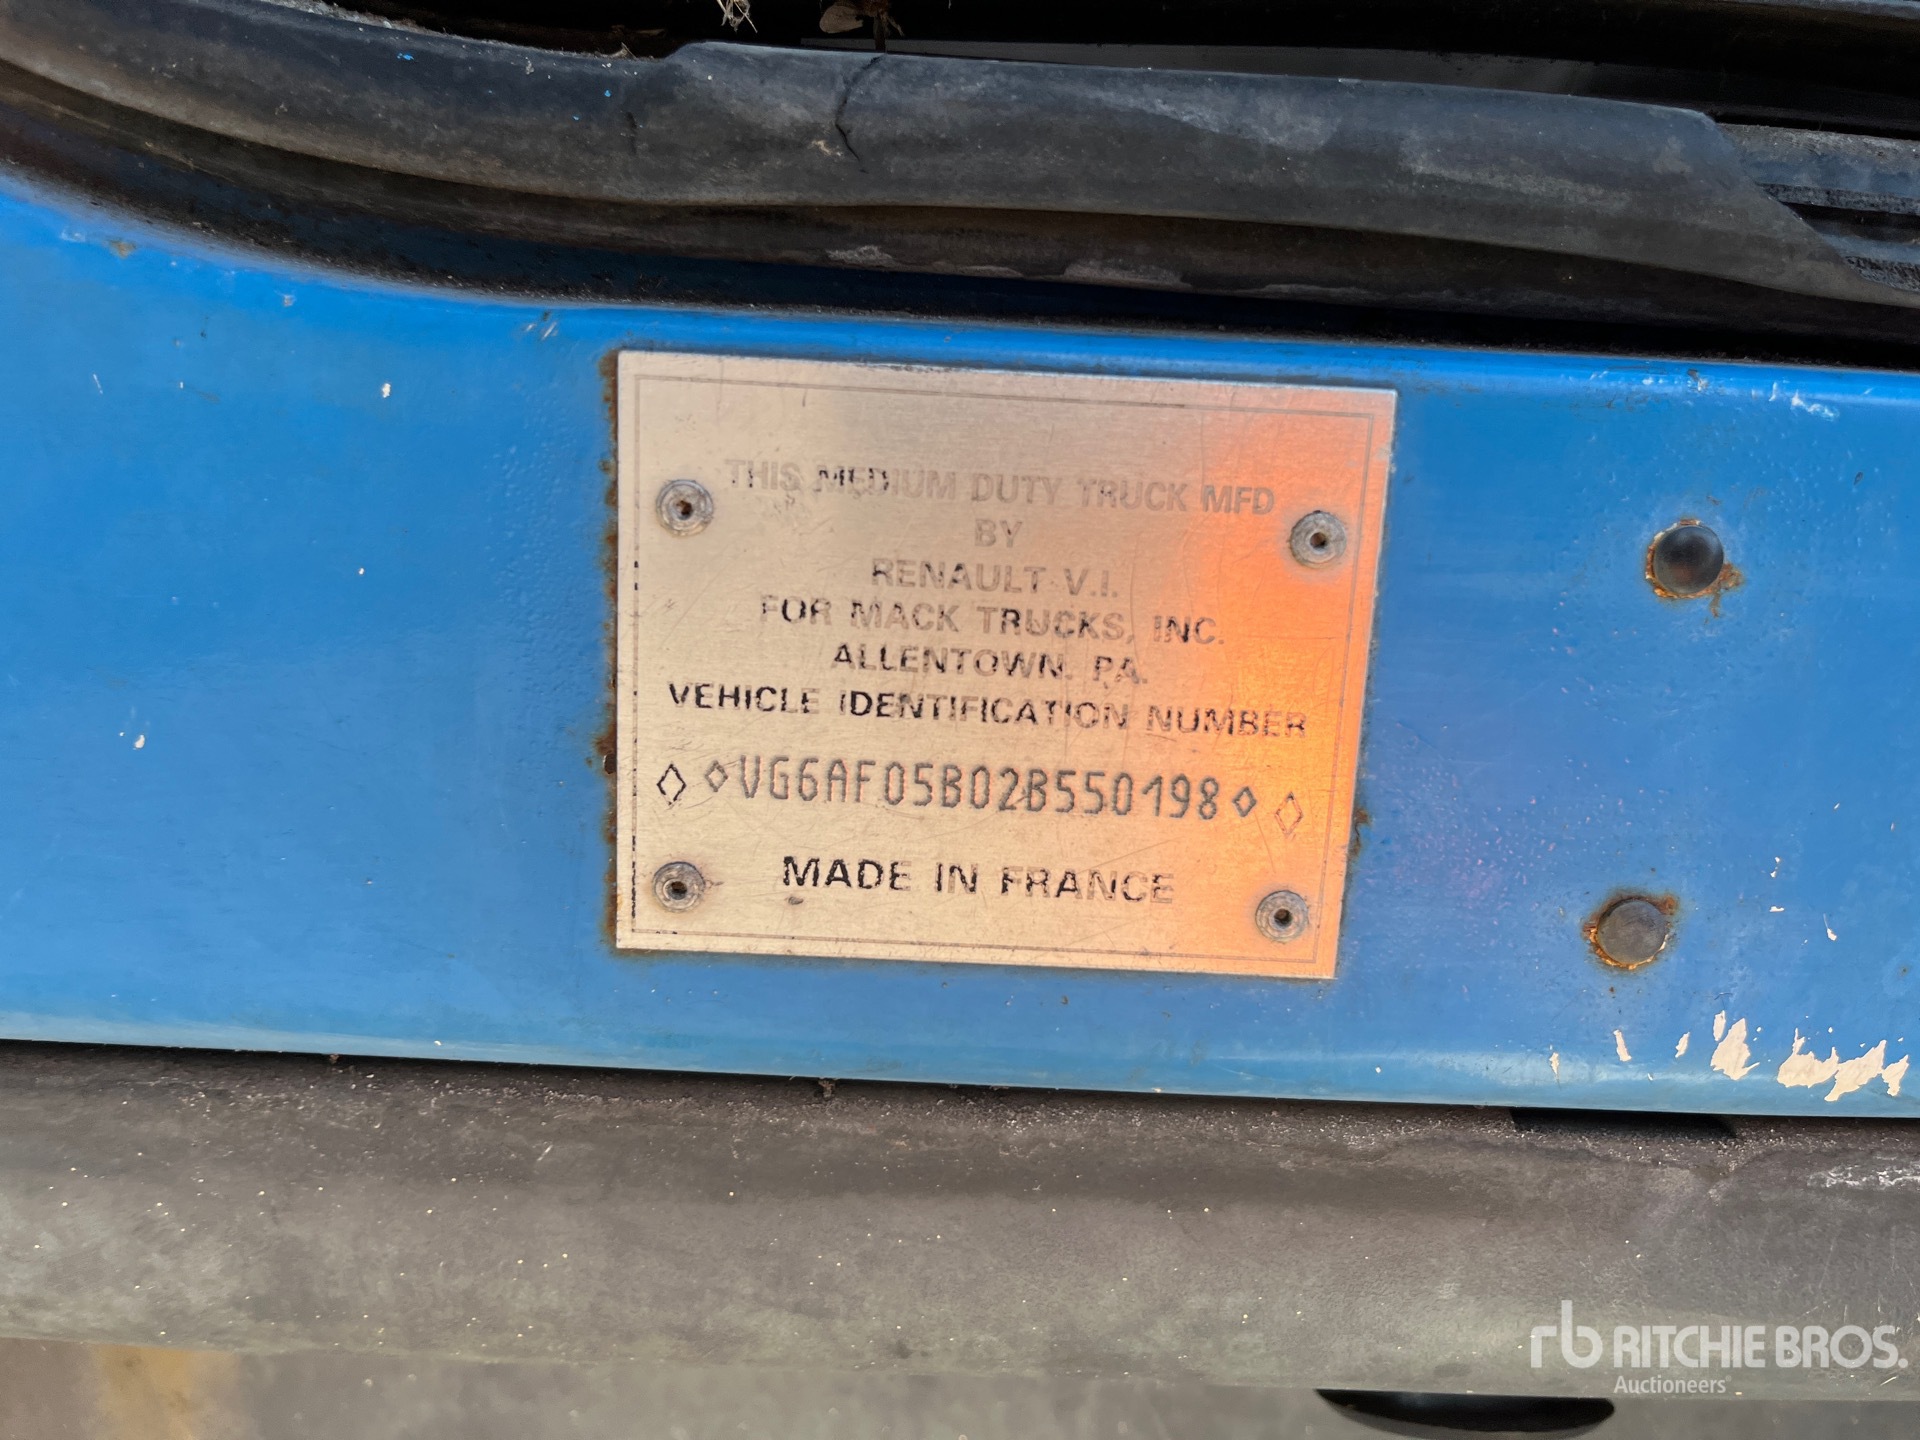 THIS MEDIUM DUTY TRUCK MFD
BY
RENAULT V.I.
FOR MACK TRUCKS, INC.
ALLENTOWN. PA.
VEHICLE IDENTIFICATION NUMBER
◇ ◇VG6AF05B02B550198◇ ◇
MADE IN FRANCE
rb RITCHIE BROS.
Auctioneers